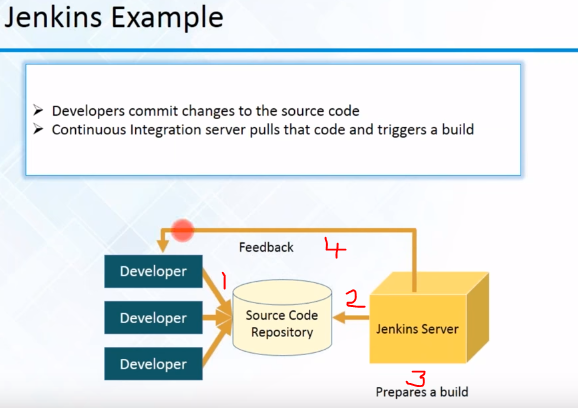 Jenkins Example
➤ Developers commit changes to the source code
➤ Continuous Integration server pulls that code and triggers a build
Feedback
4
Developer
1
Developer
Developer
Source Code
Repository
2
Jenkins Server
3
Prepares a build